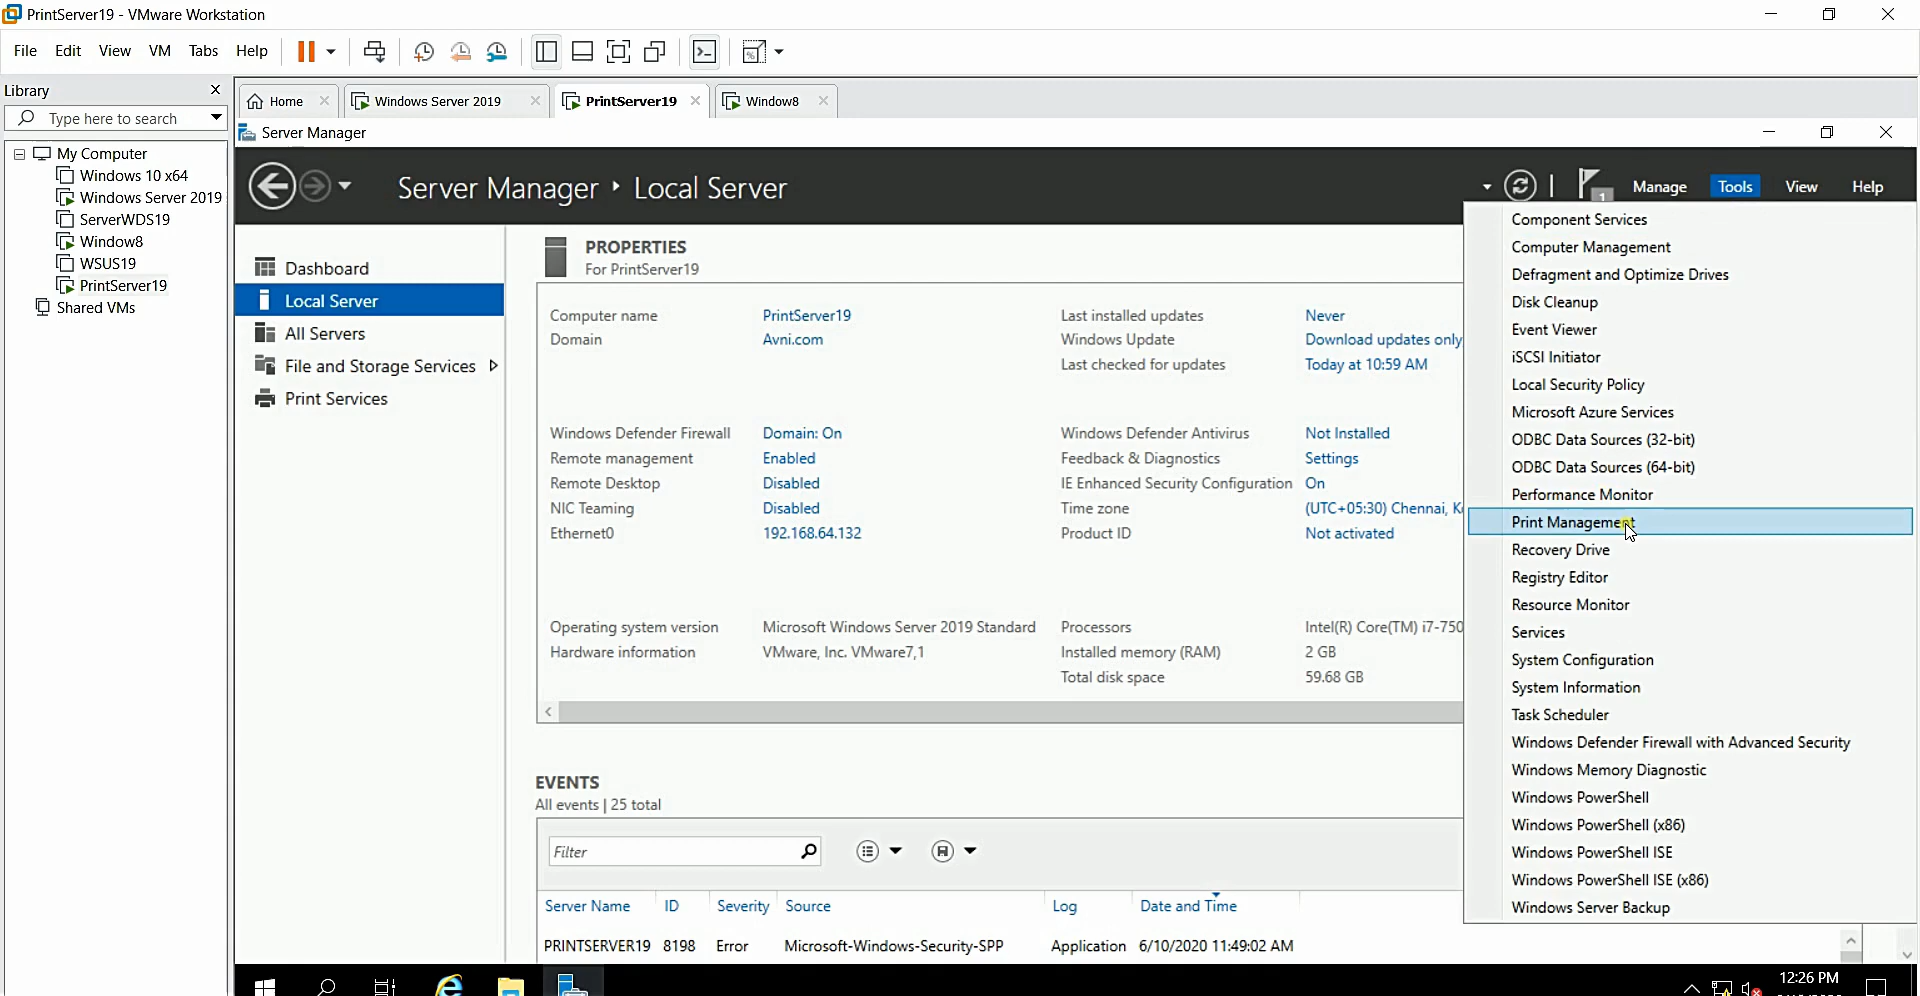 PrintServer19 - VMware Workstation
File Edit View VM Tabs Help
Library
Type here to search
My Computer
Windows 10 x64
Windows Server 2019
ServerWDS19
Window8
WSUS19
PrintServer19
Shared VMs
Home Windows Server 2019 PrintServer19 Window8
Server Manager
Server Manager Local Server
1 Manage Tools View Help
Dashboard
Local Server
All Servers
File and Storage Services
Print Services
PROPERTIES
For PrintServer19
Computer name PrintServer19 Last installed updates Never
Domain Avni.com Windows Update Download updates only
Last checked for updates Today at 10:59 AM
Windows Defender Firewall Domain: On Windows Defender Antivirus Not Installed
Remote management Enabled Feedback & Diagnostics Settings
Remote Desktop Disabled IE Enhanced Security Configuration On
NIC Teaming Disabled Time zone (UTC+05:30) Chennai,
Ethernet0 192.168.64.132 Product ID Not activated
Operating system version Microsoft Windows Server 2019 Standard Processors Intel(R) Core(TM) i7-750
Hardware information VMware, Inc. VMware7,1 Installed memory (RAM) 2 GB
Total disk space 59.68 GB
EVENTS
All events | 25 total
Filter
Server Name ID Severity Source Log Date and Time
PRINTSERVER19 8198 Error Microsoft-Windows-Security-SPP Application 6/10/2020 11:49:02 AM
Component Services
Computer Management
Defragment and Optimize Drives
Disk Cleanup
Event Viewer
iSCSI Initiator
Local Security Policy
Microsoft Azure Services
ODBC Data Sources (32-bit)
ODBC Data Sources (64-bit)
Performance Monitor
Print Management
Recovery Drive
Registry Editor
Resource Monitor
Services
System Configuration
System Information
Task Scheduler
Windows Defender Firewall with Advanced Security
Windows Memory Diagnostic
Windows PowerShell
Windows PowerShell (x86)
Windows PowerShell ISE
Windows PowerShell ISE (x86)
Windows Server Backup
12:26 PM